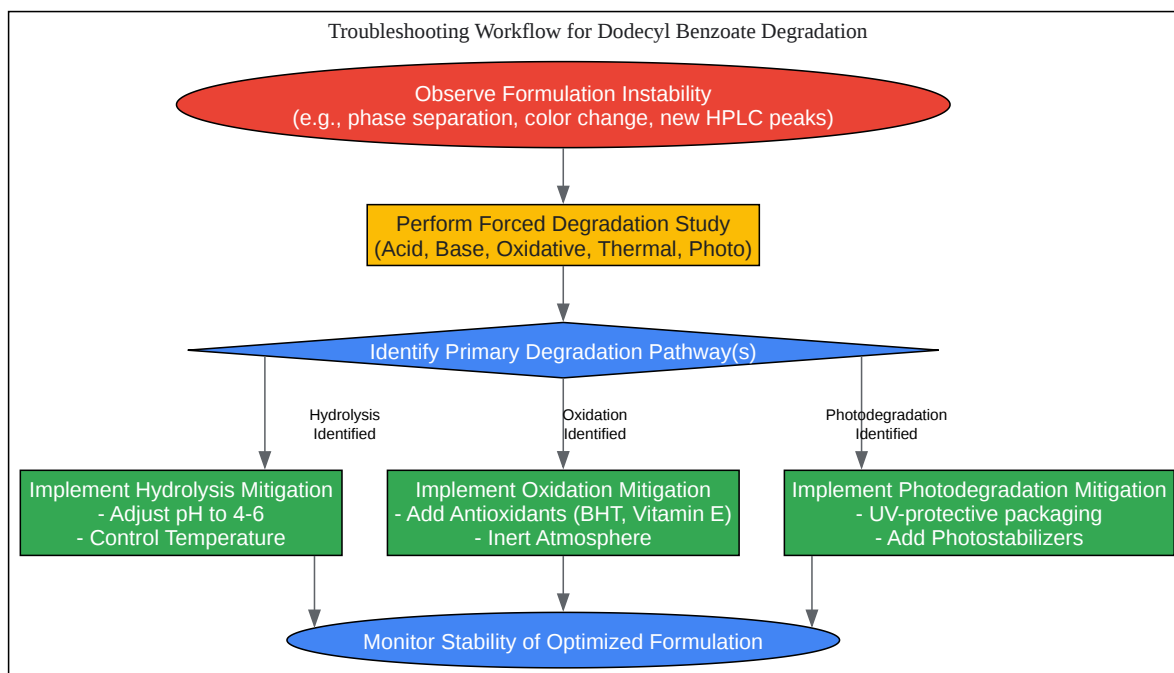 Troubleshooting Workflow for Dodecyl Benzoate Degradation
Observe Formulation Instability
(e.g., phase separation, color change, new HPLC peaks)
Perform Forced Degradation Study
(Acid, Base, Oxidative, Thermal, Photo)
Identify Primary Degradation Pathway(s)
Hydrolysis
Identified
Oxidation
Identified
Photodegradation
Identified
Implement Hydrolysis Mitigation
- Adjust pH to 4-6
- Control Temperature
Implement Oxidation Mitigation
- Add Antioxidants (BHT, Vitamin E)
- Inert Atmosphere
Implement Photodegradation Mitigation
- UV-protective packaging
- Add Photostabilizers
Monitor Stability of Optimized Formulation